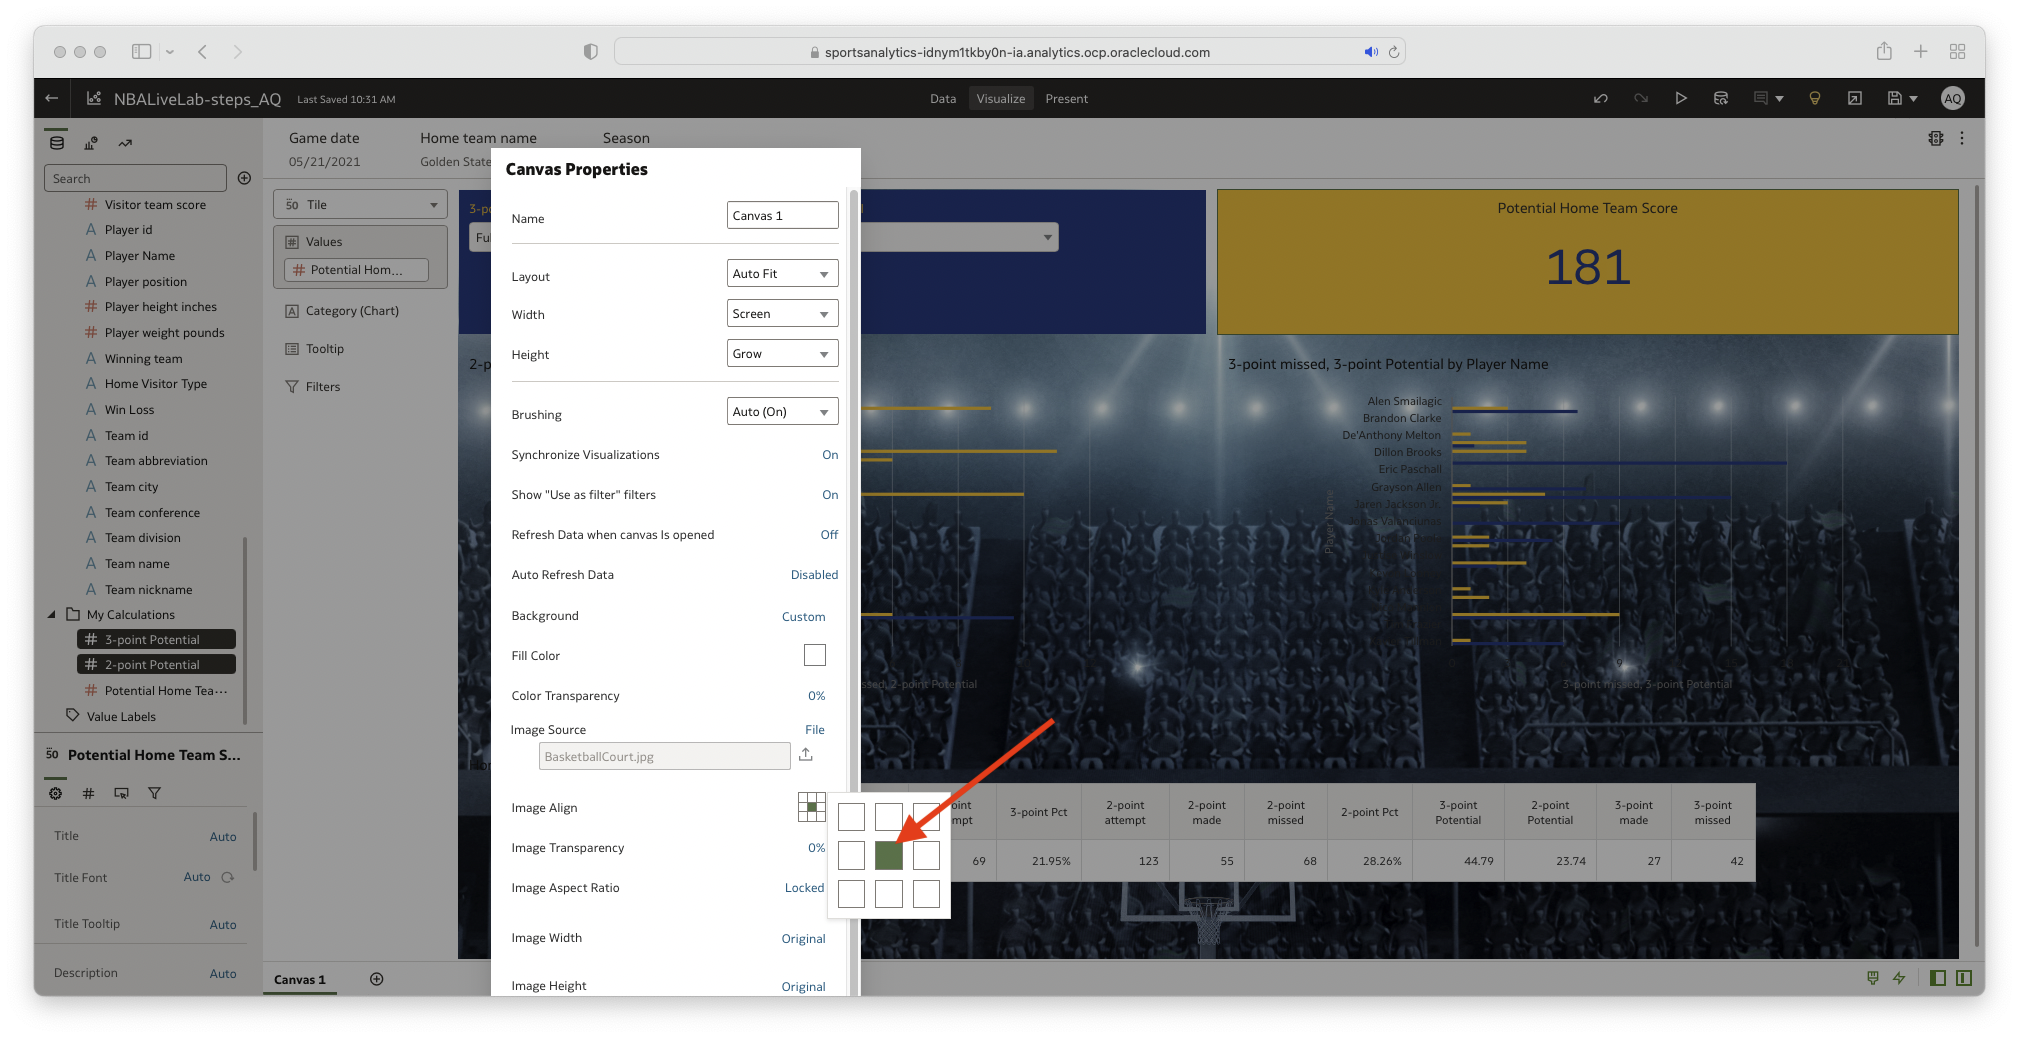 sportsanalytics-idnym1tkby0n-ia.analytics.ocp.oraclecloud.com
NBALiveLab-steps_AQ
Last Saved 10:31 AM
Data
Visualize
Present
AQ
Game date
05/21/2021
Home team name
Golden State
Season
Search
Visitor team score
Player id
Player Name
Player position
Player height inches
Player weight pounds
Winning team
Home Visitor Type
Win Loss
Team id
Team abbreviation
Team city
Team conference
Team division
Team name
Team nickname
My Calculations
3-point Potential
2-point Potential
Potential Home Tea...
Value Labels
50 Potential Home Team S...
Title Auto
Title Font Auto
Title Tooltip Auto
Description Auto
50 Tile
Values
Potential Hom...
Category (Chart)
Tooltip
Filters
Canvas Properties
Name Canvas 1
Layout Auto Fit
Width Screen
Height Grow
Brushing Auto (On)
Synchronize Visualizations On
Show "Use as filter" filters On
Refresh Data when canvas Is opened Off
Auto Refresh Data Disabled
Background Custom
Fill Color
Color Transparency 0%
Image Source File
BasketballCourt.jpg
Image Align
Image Transparency 0%
Image Aspect Ratio Locked
Image Width Original
Image Height Original
Potential Home Team Score
181
3-point missed, 3-point Potential by Player Name
Alen Smailagic
Brandon Clarke
De'Anthony Melton
Dillon Brooks
Eric Paschall
Grayson Allen
Jaren Jackson Jr.
Player Name
2-point Potential
3-point missed, 3-point Potential
3-point Pct
2-point attempt
2-point made
2-point missed
2-point Pct
3-point Potential
2-point Potential
3-point made
3-point missed
69 21.95% 123 55 68 28.26% 44.79 23.74 27 42
Canvas 1